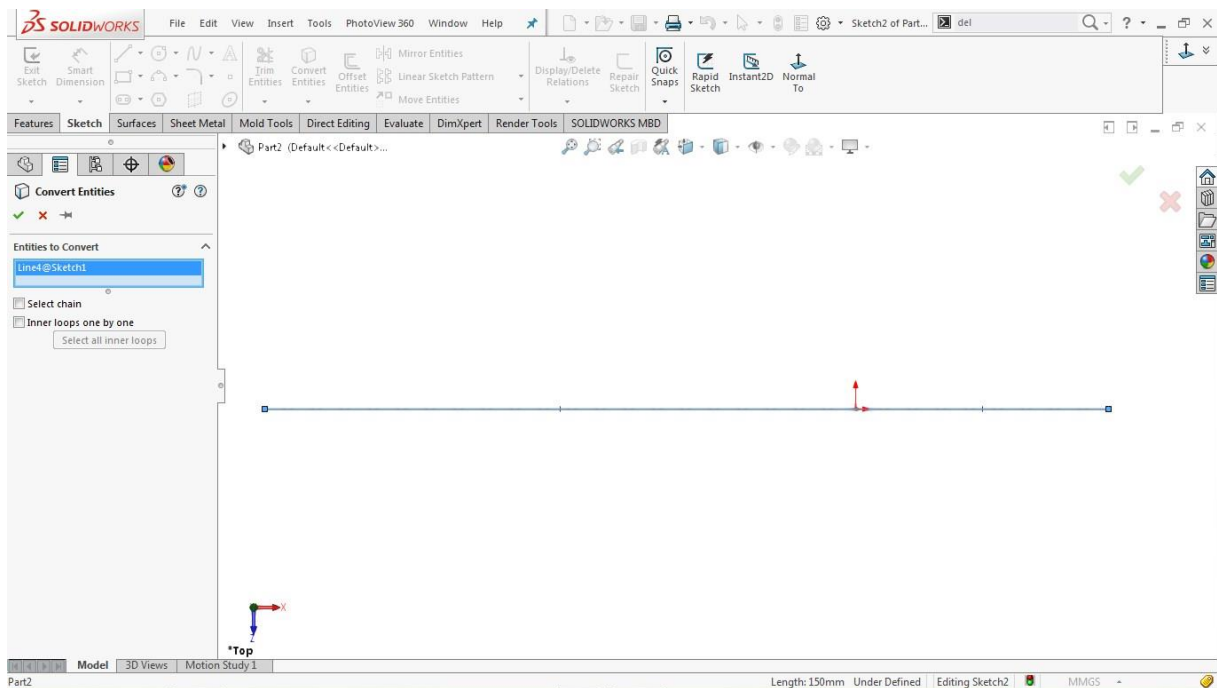 SOLIDWORKS File Edit View Insert Tools PhotoView 360 Window Help Sketch2 of Part... del ?
Exit Sketch
Smart Dimension
Trim Entities
Convert Entities
Offset Entities
Mirror Entities
Linear Sketch Pattern
Move Entities
Display/Delete Relations
Repair Sketch
Quick Snaps
Rapid Sketch
Instant2D
Normal To
Features Sketch Surfaces Sheet Metal Mold Tools Direct Editing Evaluate DimXpert Render Tools SOLIDWORKS MBD
Part2 (Default<<Default>...
Convert Entities
Entities to Convert
Line4@Sketch1
Select chain
Inner loops one by one
Select all inner loops
X
Z
*Top
Model 3D Views Motion Study 1
Part2 Length: 150mm Under Defined Editing Sketch2 MMGS